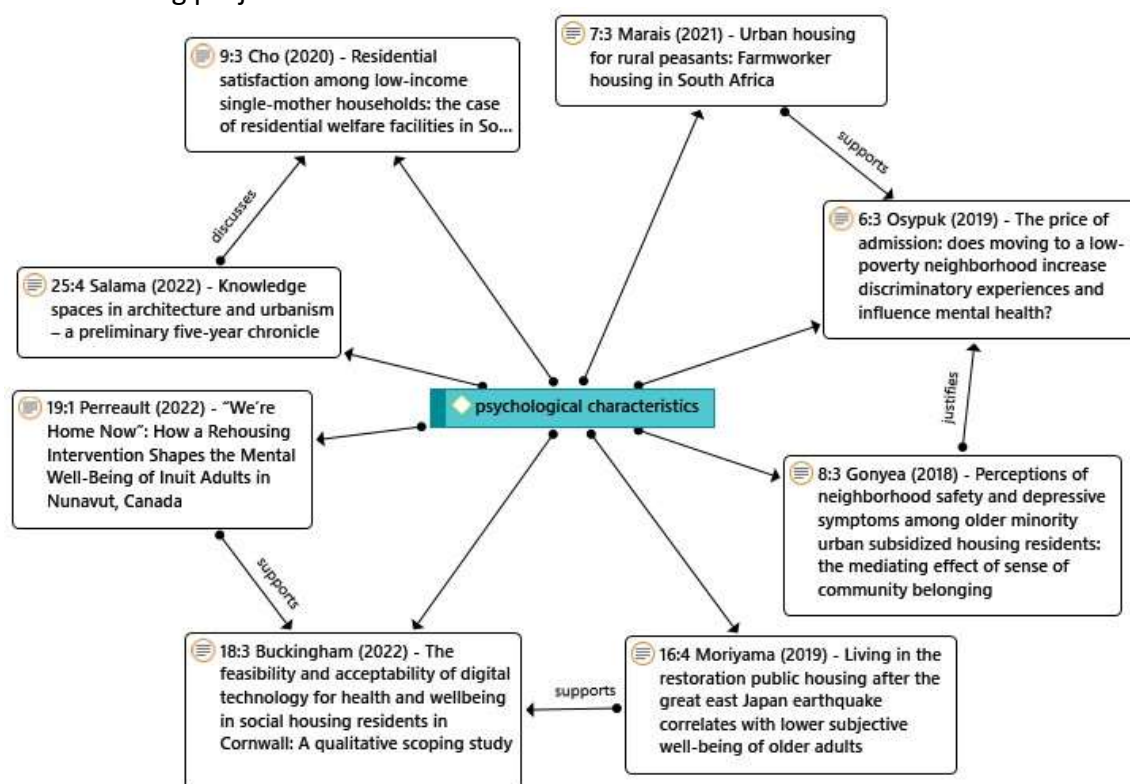 9:3 Cho (2020) - Residential
satisfaction among low-income
single-mother households: the case
of residential welfare facilities in So...
7:3 Marais (2021) - Urban housing
for rural peasants: Farmworker
housing in South Africa
supports
discusses
6:3 Osypuk (2019) - The price of
admission: does moving to a low-
poverty neighborhood increase
discriminatory experiences and
influence mental health?
25:4 Salama (2022) - Knowledge
spaces in architecture and urbanism
– a preliminary five-year chronicle
psychological characteristics
justifies
19:1 Perreault (2022) - “We’re
Home Now”: How a Rehousing
Intervention Shapes the Mental
Well-Being of Inuit Adults in
Nunavut, Canada
8:3 Gonyea (2018) - Perceptions of
neighborhood safety and depressive
symptoms among older minority
urban subsidized housing residents:
the mediating effect of sense of
community belonging
supports
18:3 Buckingham (2022) - The
feasibility and acceptability of digital
technology for health and wellbeing
in social housing residents in
Cornwall: A qualitative scoping study
supports
16:4 Moriyama (2019) - Living in the
restoration public housing after the
great east Japan earthquake
correlates with lower subjective
well-being of older adults